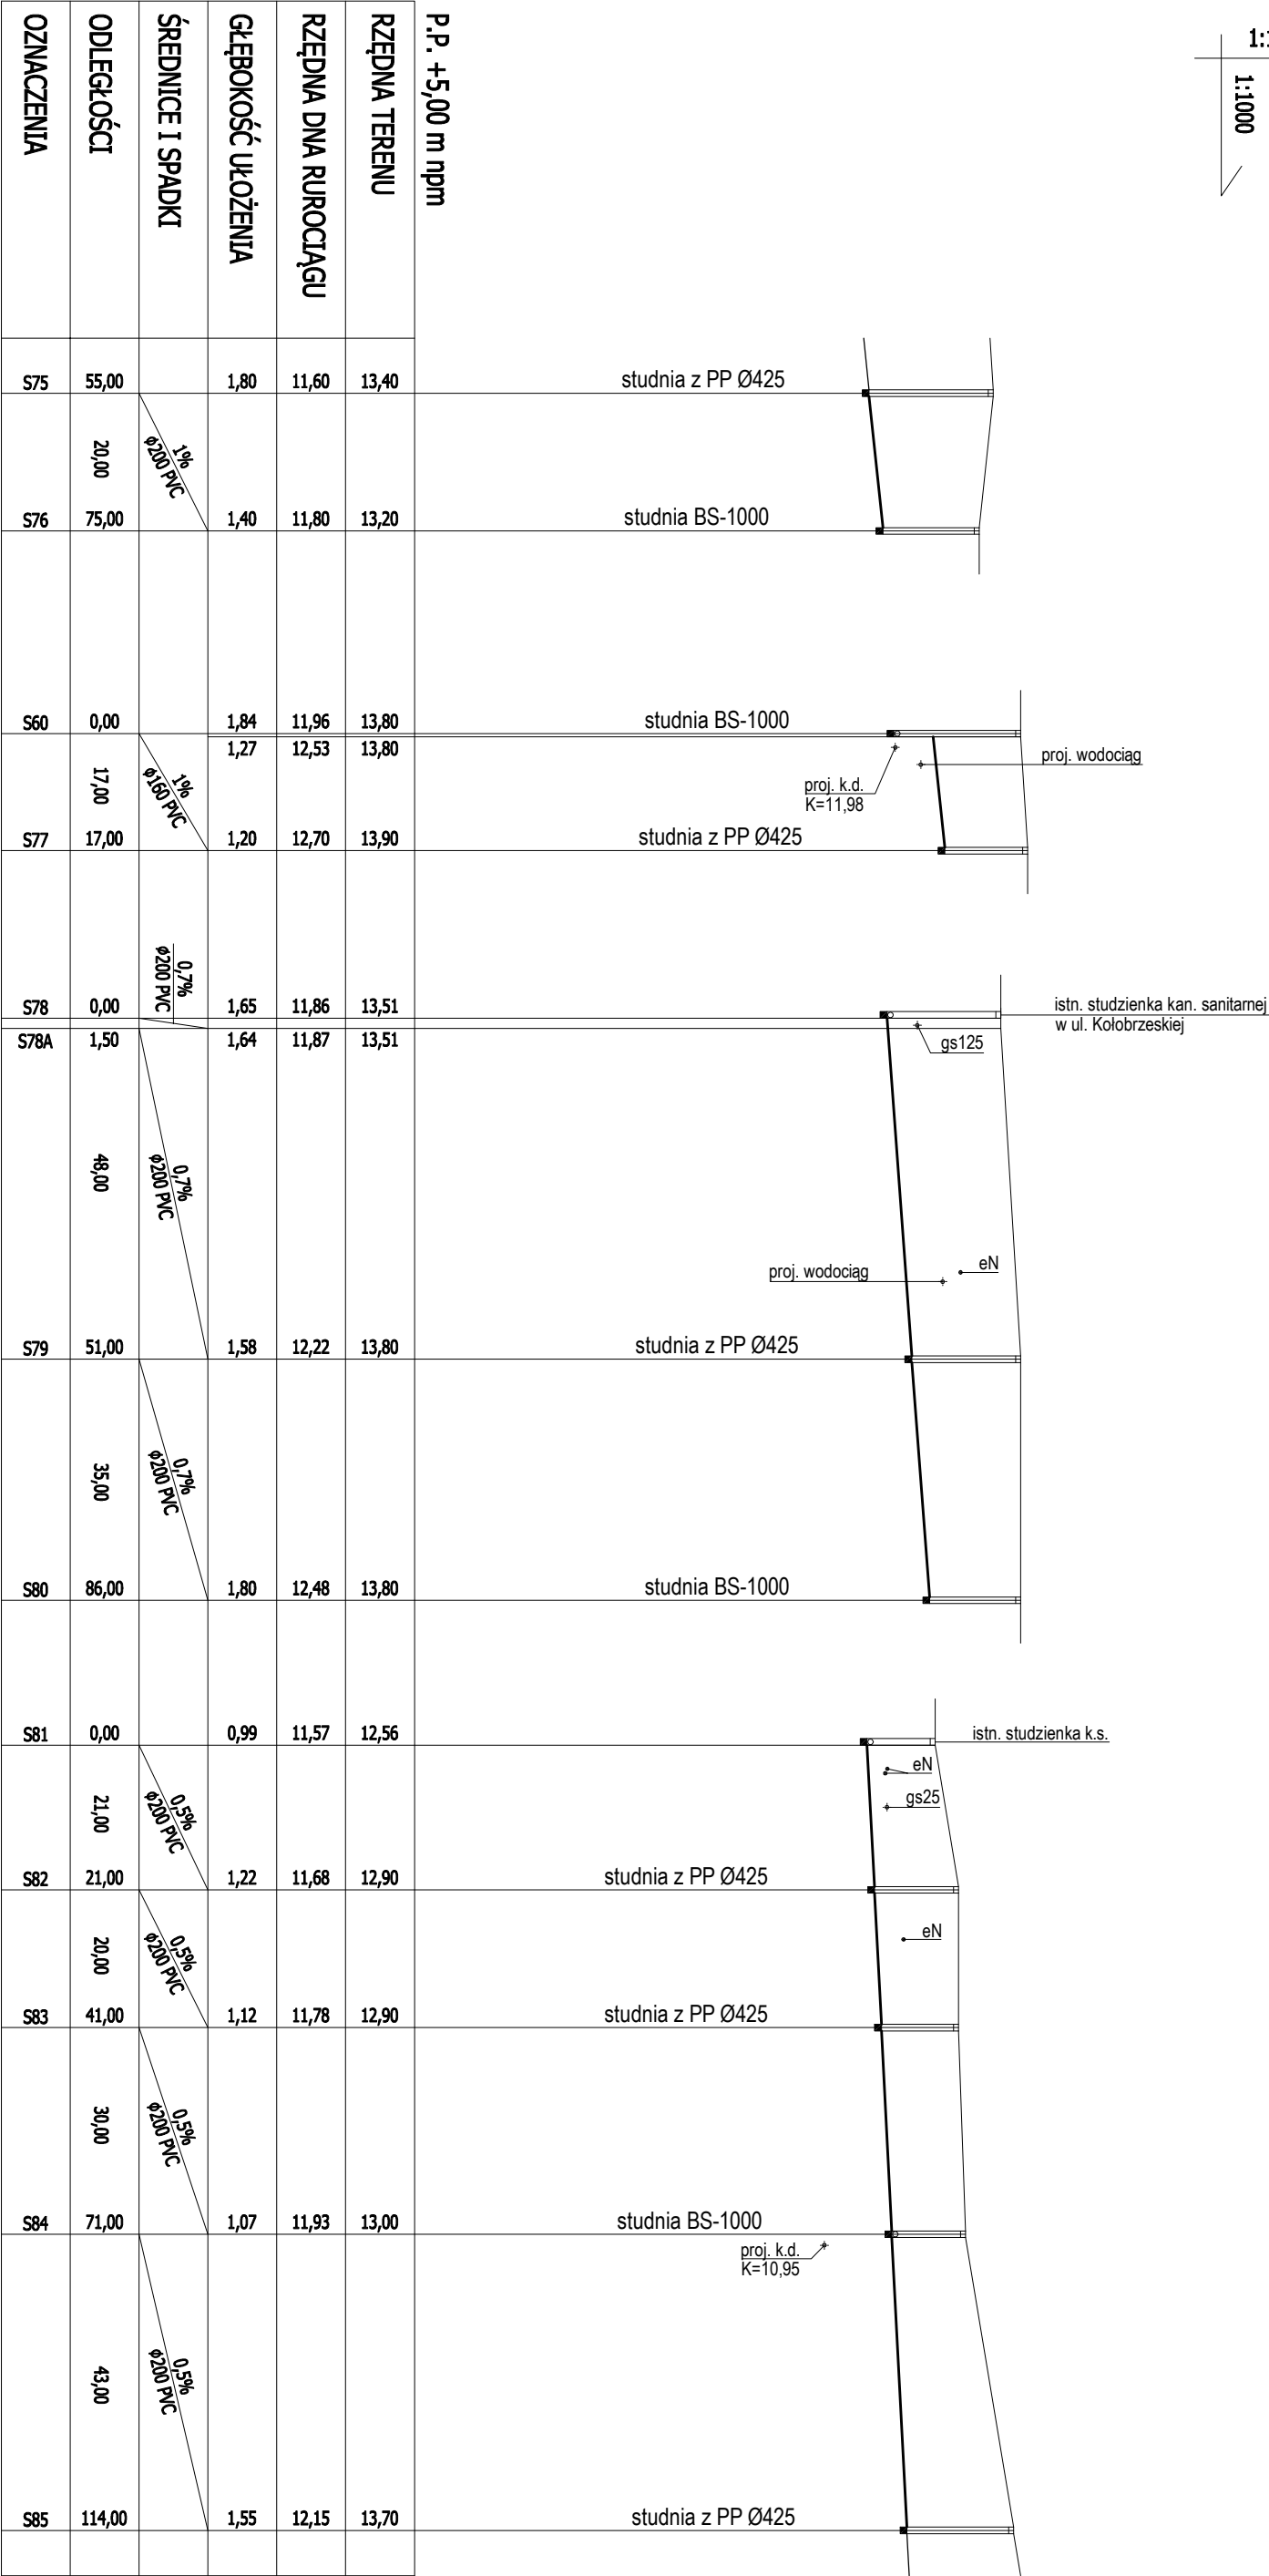 1:1000
P.P. +5,00 m npm
RZĘDNA TERENU
RZĘDNA DNA RUROCIĄGU
GŁĘBOKOŚĆ UŁOŻENIA
ŚREDNICE I SPADKI
ODLEGŁOŚCI
OZNACZENIA
S75 55,00 1,80 11,60 13,40 studnia z PP Ø425
20,00 1%
ø200 PVC
S76 75,00 1,40 11,80 13,20 studnia BS-1000
S60 0,00 1,84 11,96 13,80 studnia BS-1000
1,27 12,53 13,80
proj. wodociąg
proj. k.d.
K=11,98
17,00 1%
ø160 PVC
S77 17,00 1,20 12,70 13,90 studnia z PP Ø425
0,7%
ø200 PVC
S78 0,00 1,65 11,86 13,51
istn. studzienka kan. sanitarnej
w ul. Kołobrzeskiej
S78A 1,50 1,64 11,87 13,51
gs125
48,00 0,7%
ø200 PVC
eN
proj. wodociąg
S79 51,00 1,58 12,22 13,80 studnia z PP Ø425
35,00 0,7%
ø200 PVC
S80 86,00 1,80 12,48 13,80 studnia BS-1000
S81 0,00 0,99 11,57 12,56 istn. studzienka k.s.
eN
gs25
21,00 0,5%
ø200 PVC
S82 21,00 1,22 11,68 12,90 studnia z PP Ø425
eN
20,00 0,5%
ø200 PVC
S83 41,00 1,12 11,78 12,90 studnia z PP Ø425
30,00 0,5%
ø200 PVC
S84 71,00 1,07 11,93 13,00 studnia BS-1000
proj. k.d.
K=10,95
43,00 0,5%
ø200 PVC
S85 114,00 1,55 12,15 13,70 studnia z PP Ø425